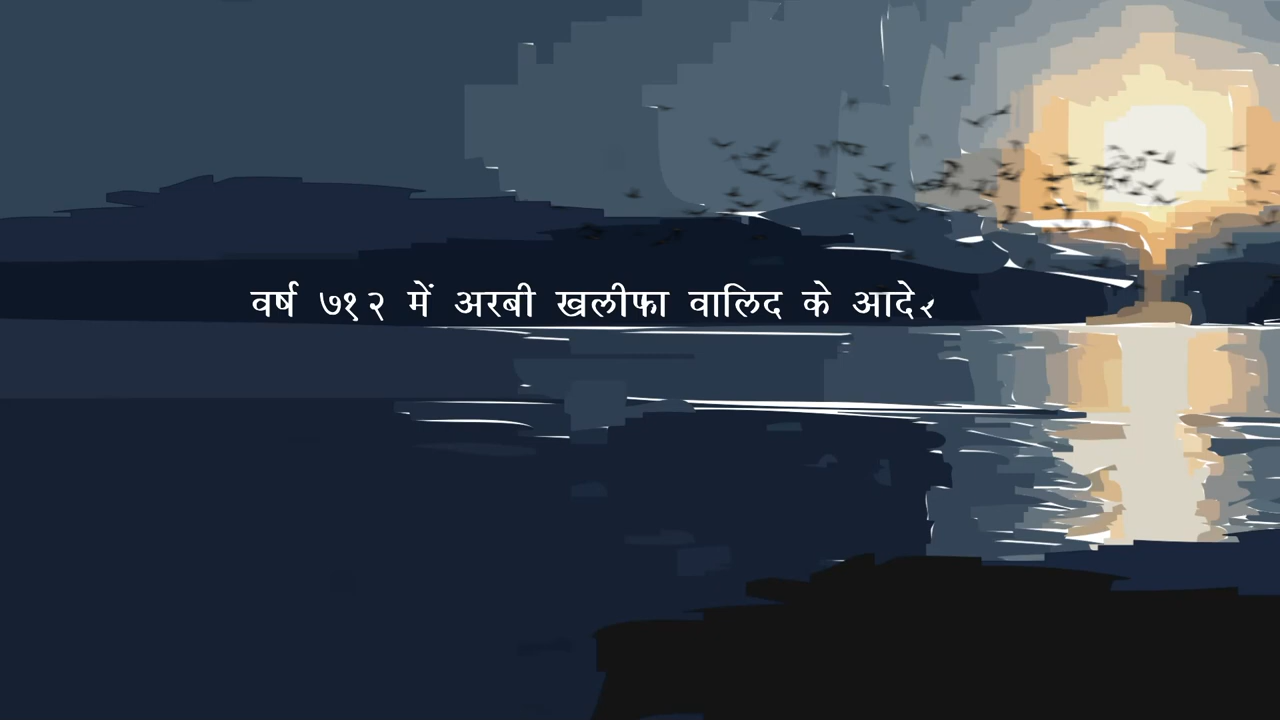 वर्ष ७१२ में अरबी खलीफा वालिद के